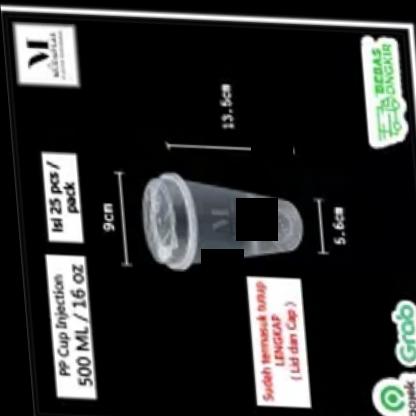 M
BEBAS
ONGKIR
13.5cm
Isi 25 pcs /
pack
9cm
5.6cm
M
PP Cup Injection
500 ML / 16 oz
Sudah termasuk tutup
LENGKAP
( Lid dan Cap )
Grab